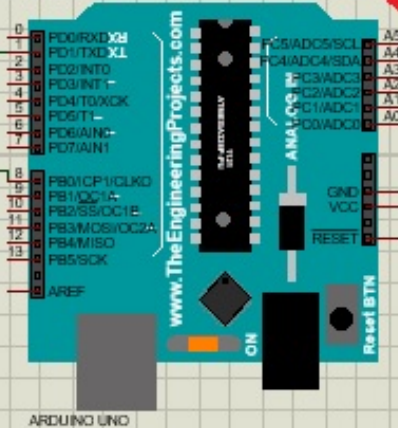 0
1
2
3
4
5
6
7
PD0/RXD RX
PD1/TXD TX
PD2/INT0
PD3/INT1
PD4/T0/XCK
PD5/T1
PD6/AIN0
PD7/AIN1
8
9
10
11
12
13
PB0/ICP1/CLKO
PB1/OC1A
PB2/SS/OC1B
PB3/MOSI/OC2A
PB4/MISO
PB5/SCK
AREF
www.TheEngineeringProjects.com
ATMEGA328P-PU
1121
PC5/ADC5/SCL
PC4/ADC4/SDA
PC3/ADC3
PC2/ADC2
PC1/ADC1
PC0/ADC0
ANALOG IN
A5
A4
A3
A2
A1
A0
GND
VCC
RESET
Reset BTN
ON
ARDUINO UNO